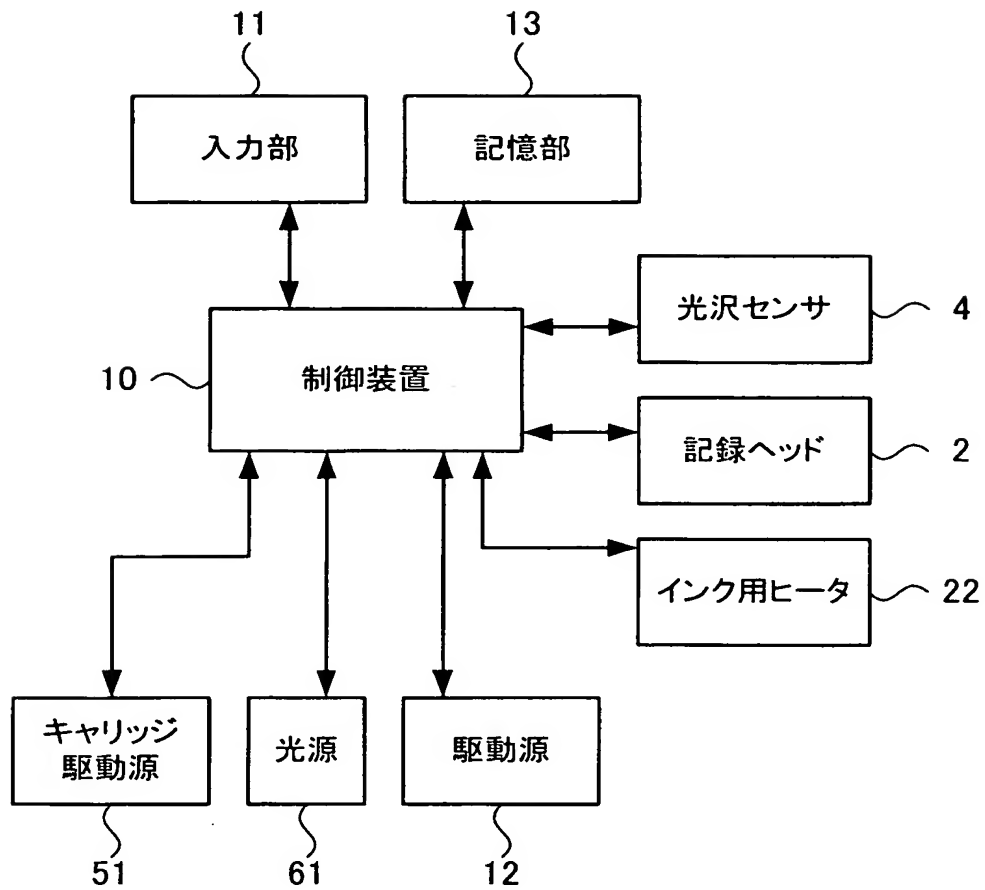 11
13
入力部
記憶部
光沢センサ
4
10
制御装置
記録ヘッド
2
インク用ヒータ
22
キャリッジ
駆動源
光源
駆動源
51
61
12